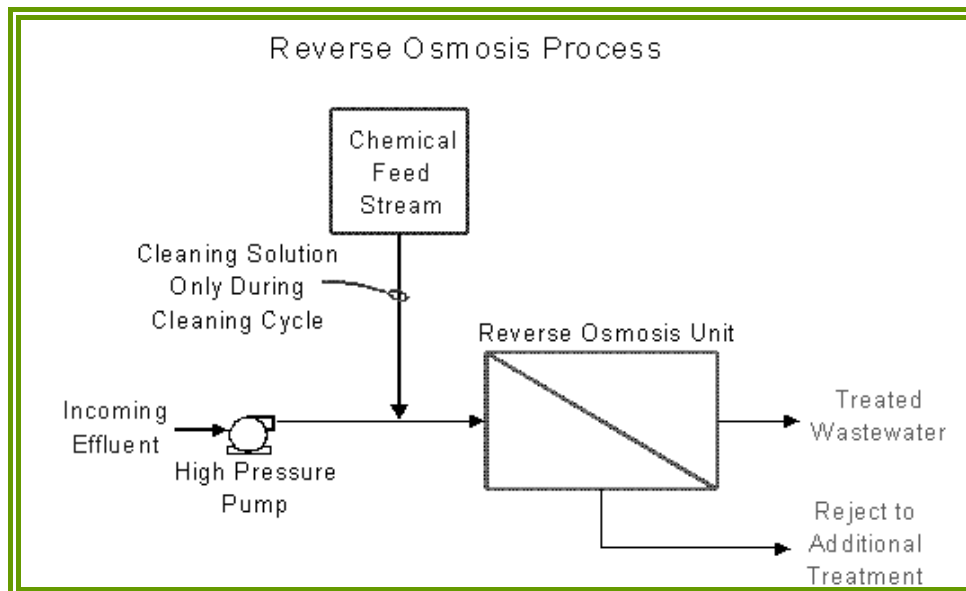 Reverse Osmosis Process
Chemical
Feed
Stream
Cleaning Solution
Only During
Cleaning Cycle
Reverse Osmosis Unit
Incoming
Effluent
High Pressure
Pump
Treated
Wastewater
Reject to
Additional
Treatment